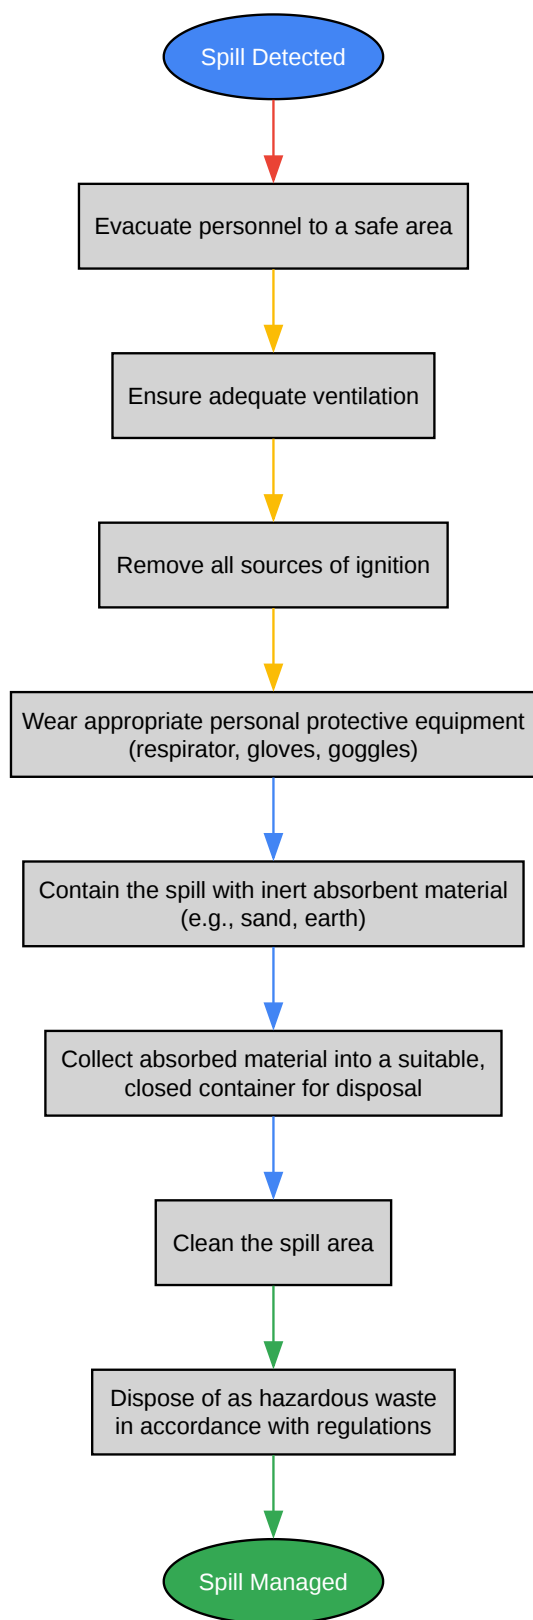 Spill Detected
Evacuate personnel to a safe area
Ensure adequate ventilation
Remove all sources of ignition
Wear appropriate personal protective equipment
(respirator, gloves, goggles)
Contain the spill with inert absorbent material
(e.g., sand, earth)
Collect absorbed material into a suitable,
closed container for disposal
Clean the spill area
Dispose of as hazardous waste
in accordance with regulations
Spill Managed